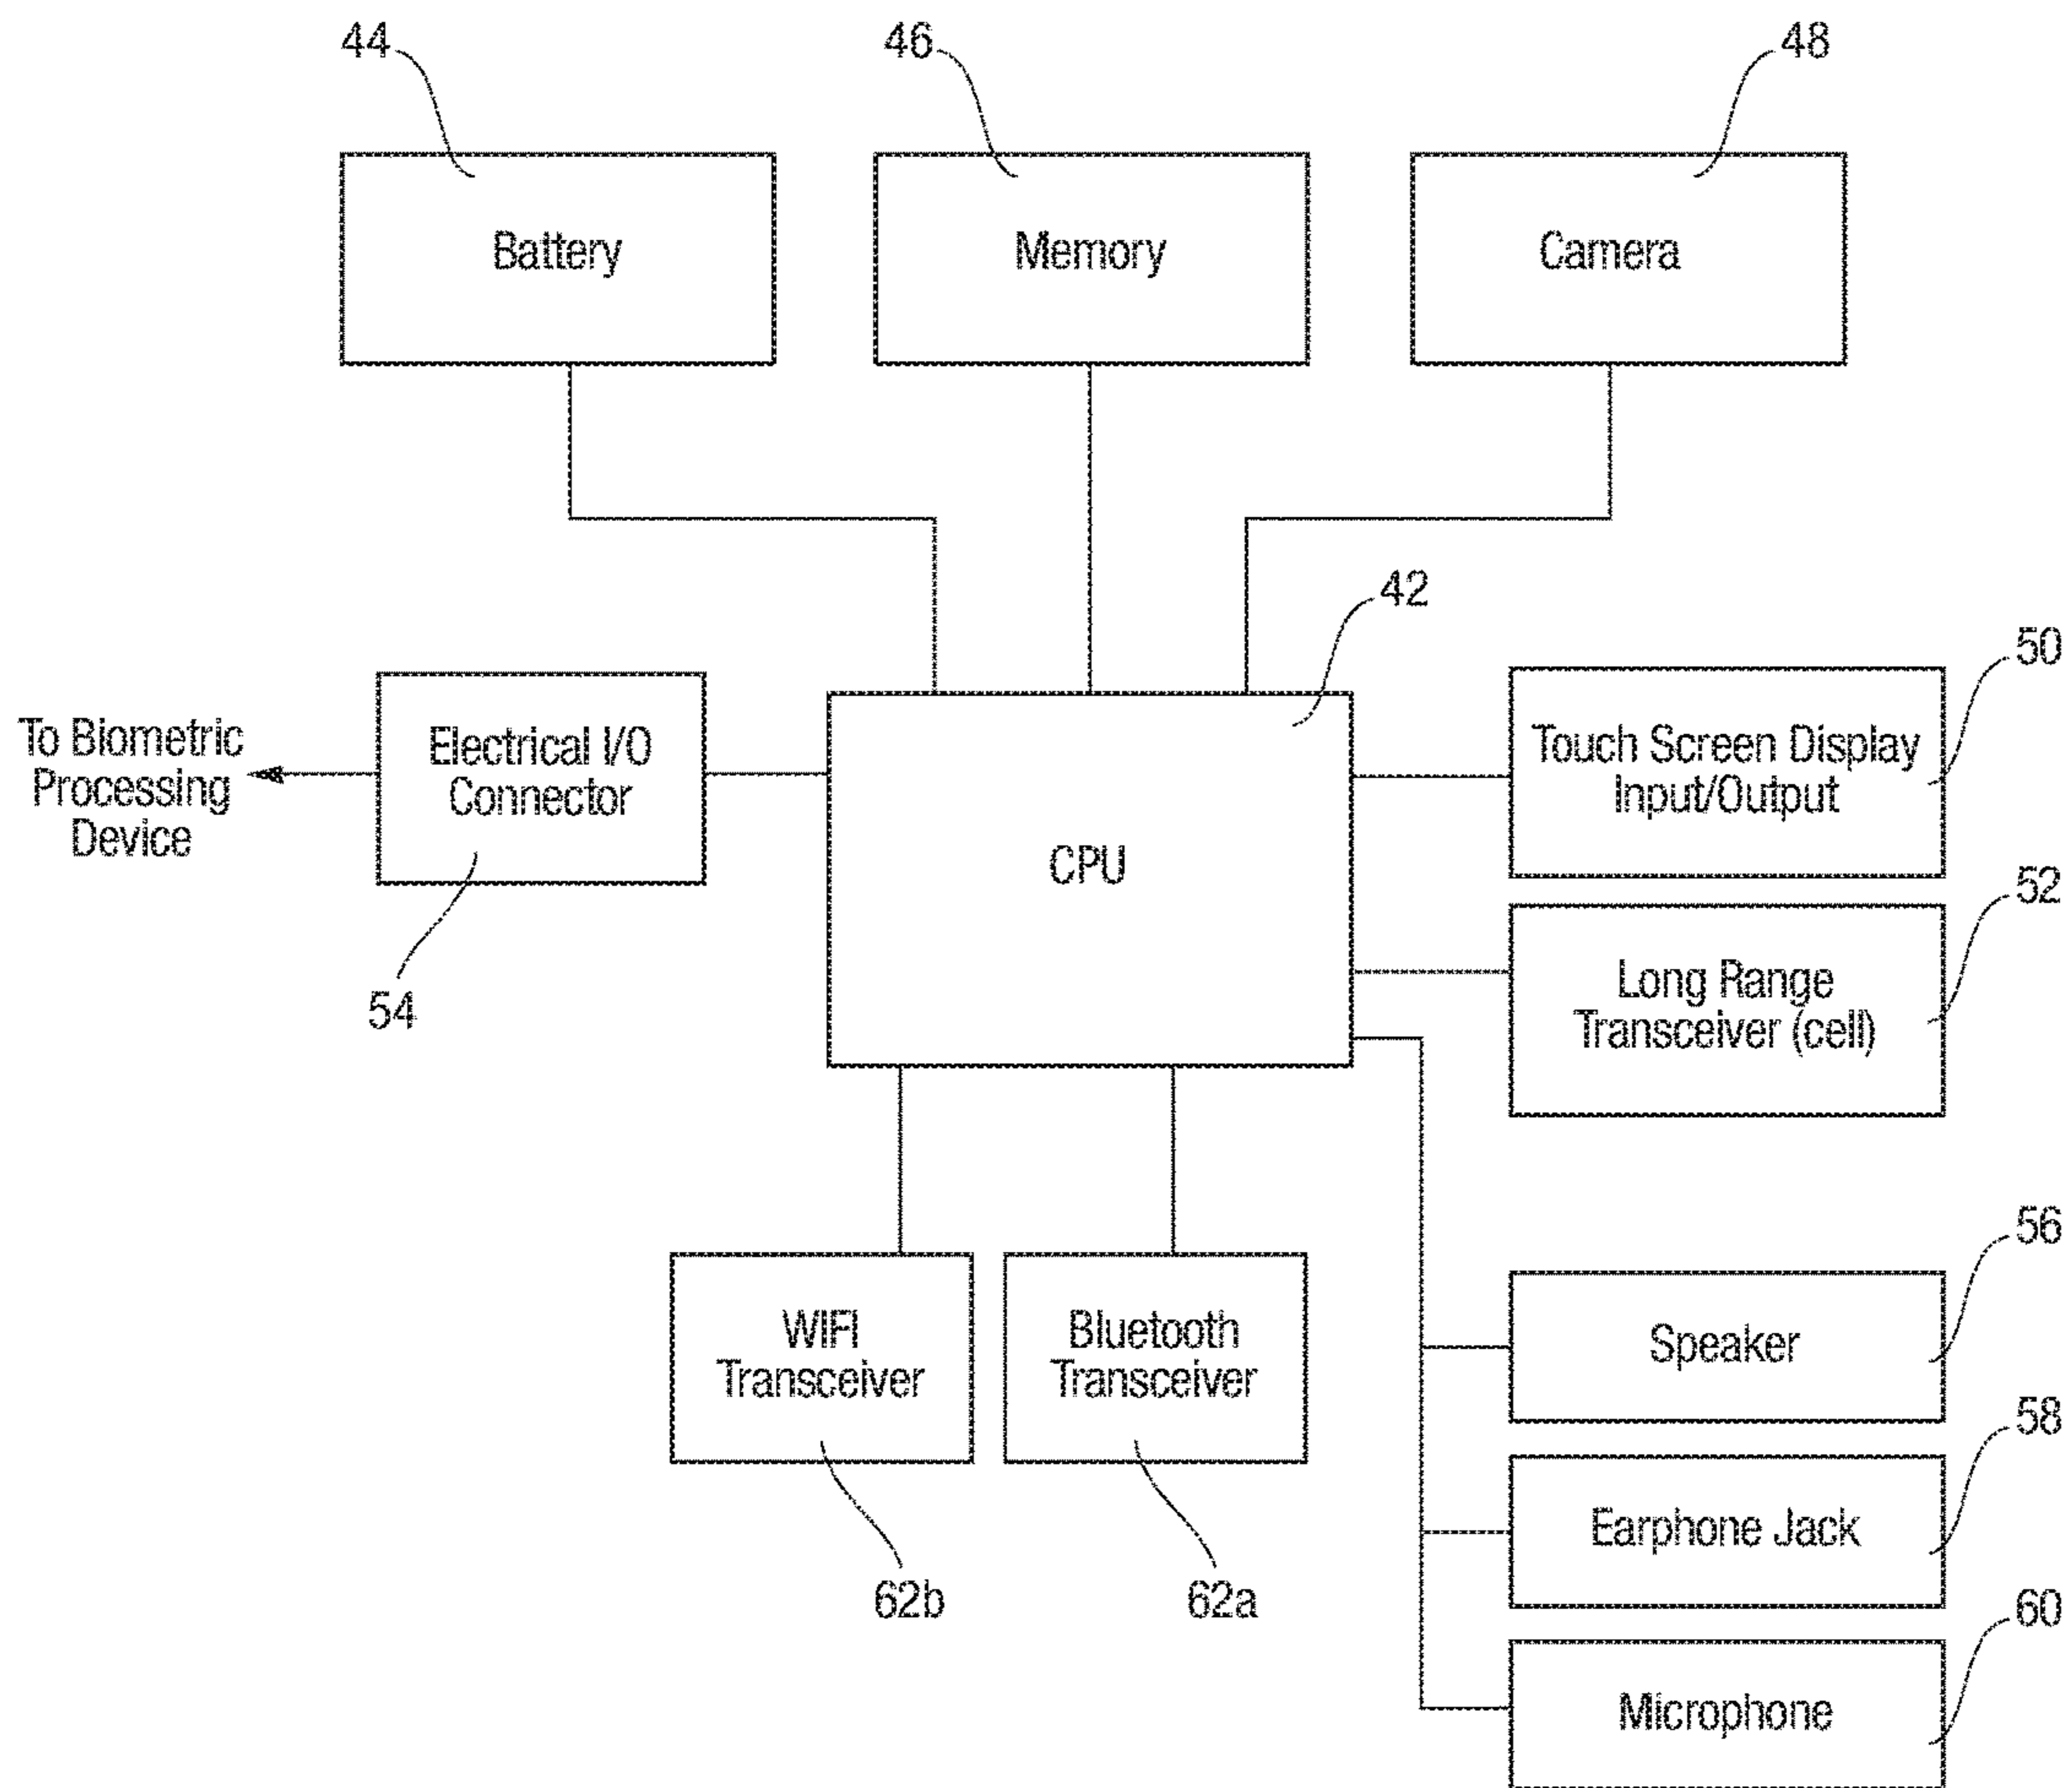 44
46
48
Battery
Memory
Camera
42
50
To Biometric
Processing
Device
Electrical I/O
Connector
54
CPU
Touch Screen Display
Input/Output
52
Long Range
Transceiver (cell)
WIFI
Transceiver
62b
Bluetooth
Transceiver
62a
56
Speaker
58
Earphone Jack
60
Microphone